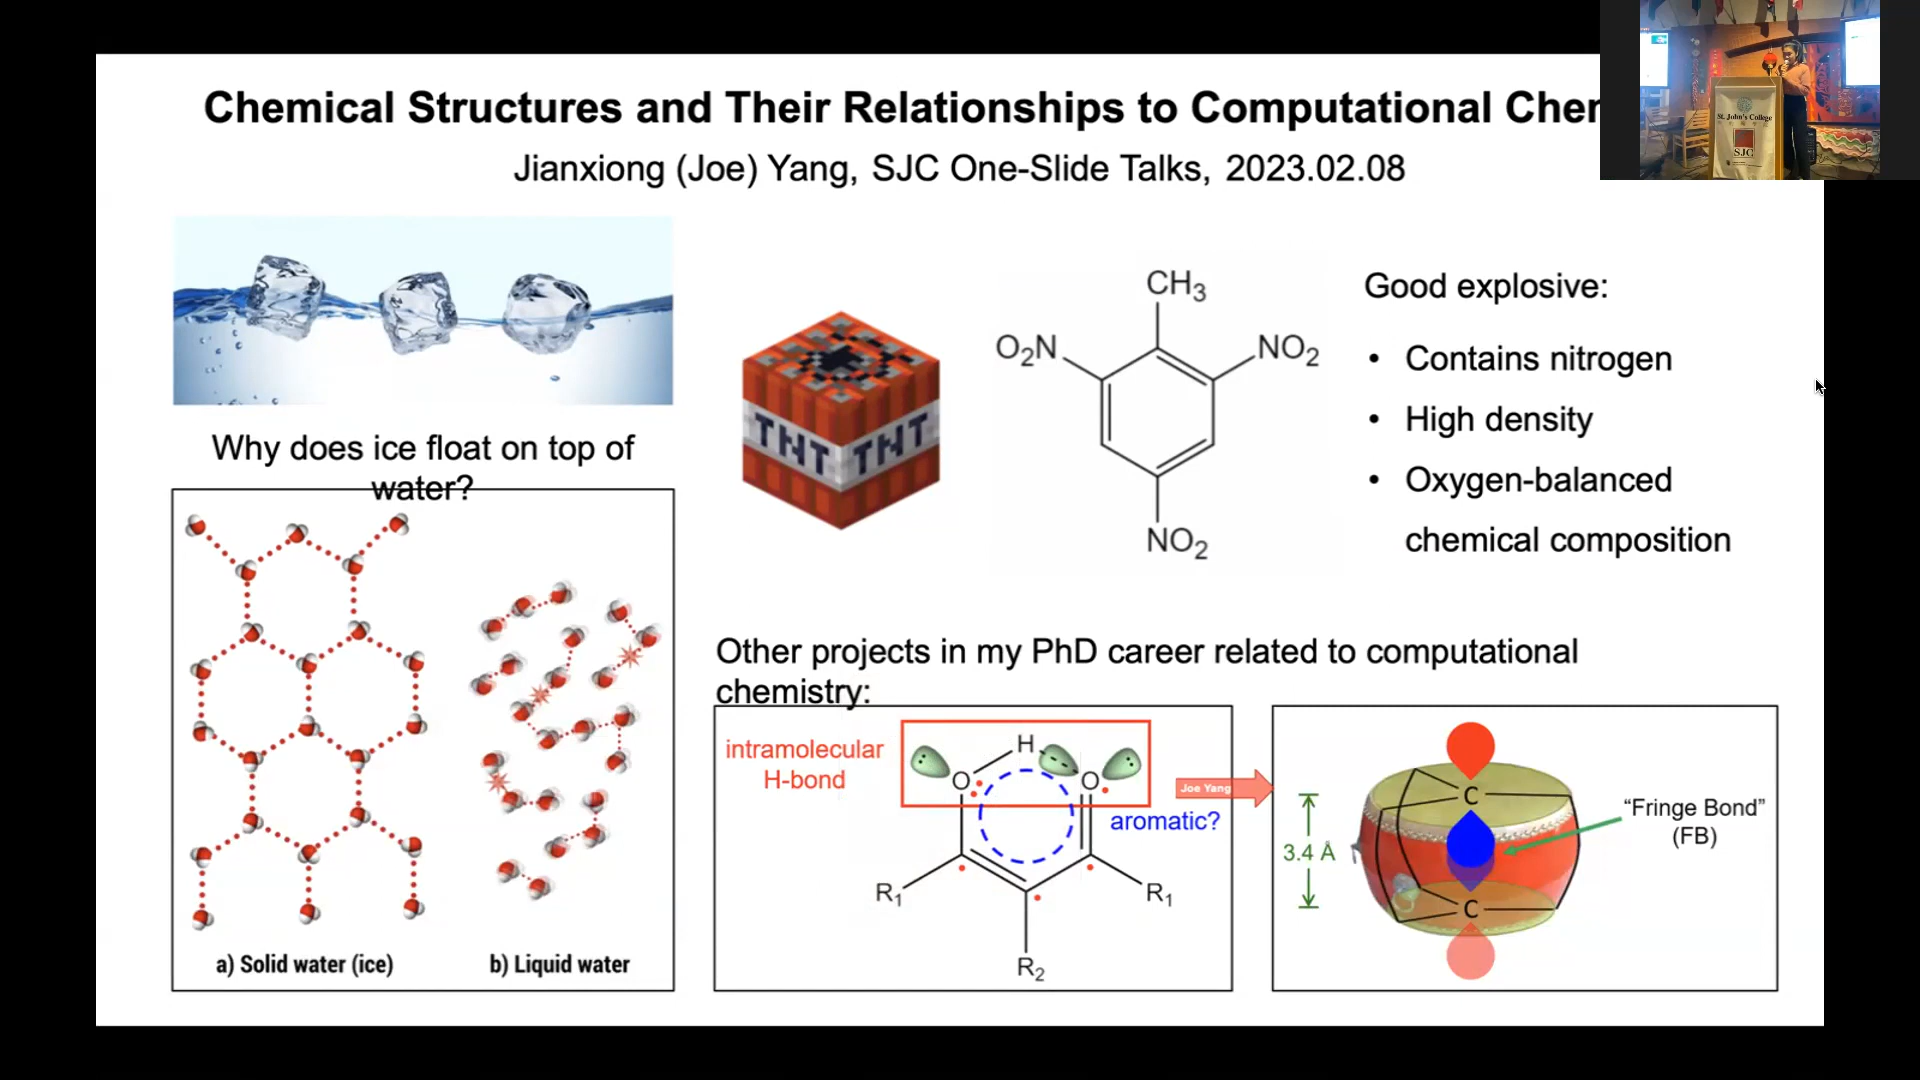 Chemical Structures and Their Relationships to Computational Chem
Jianxiong (Joe) Yang, SJC One-Slide Talks, 2023.02.08
St. John's College
SJC
Why does ice float on top of
water?
a) Solid water (ice)
b) Liquid water
TNT TNT
CH3
O2N
NO2
NO2
Good explosive:
• Contains nitrogen
• High density
• Oxygen-balanced
chemical composition
Other projects in my PhD career related to computational
chemistry:
intramolecular
H-bond
H
O
O
aromatic?
R1
R1
R2
Joe Yang
3.4 Å
C
C
“Fringe Bond”
(FB)